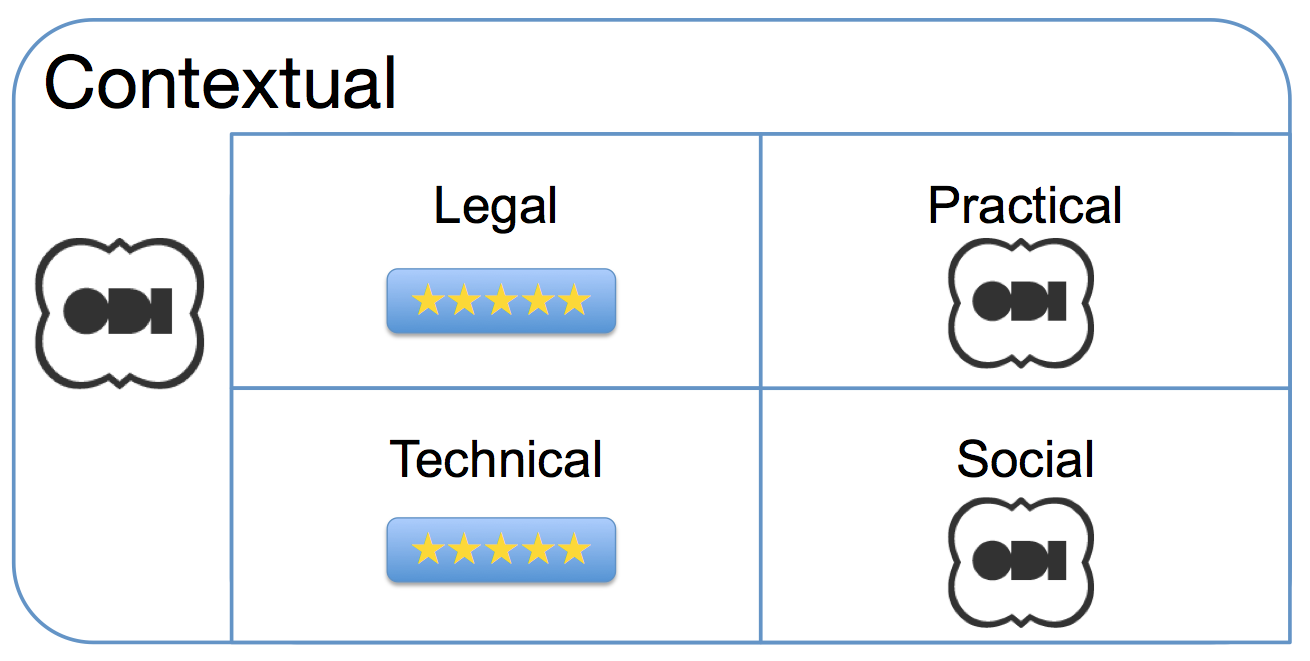 Contextual
Legal
Practical
ODI
ODI
Technical
Social
ODI